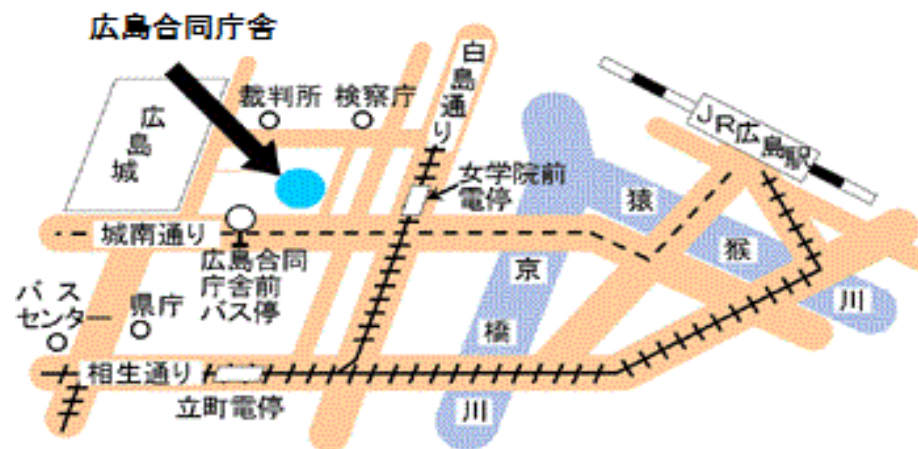 広島合同庁舎
裁判所
検察庁
白島通り
JR広島駅
広島城
女学院前
電停
猿猴川
城南通り
広島合同
庁舎前
バス停
京橋川
バス
センター
県庁
相生通り
立町電停